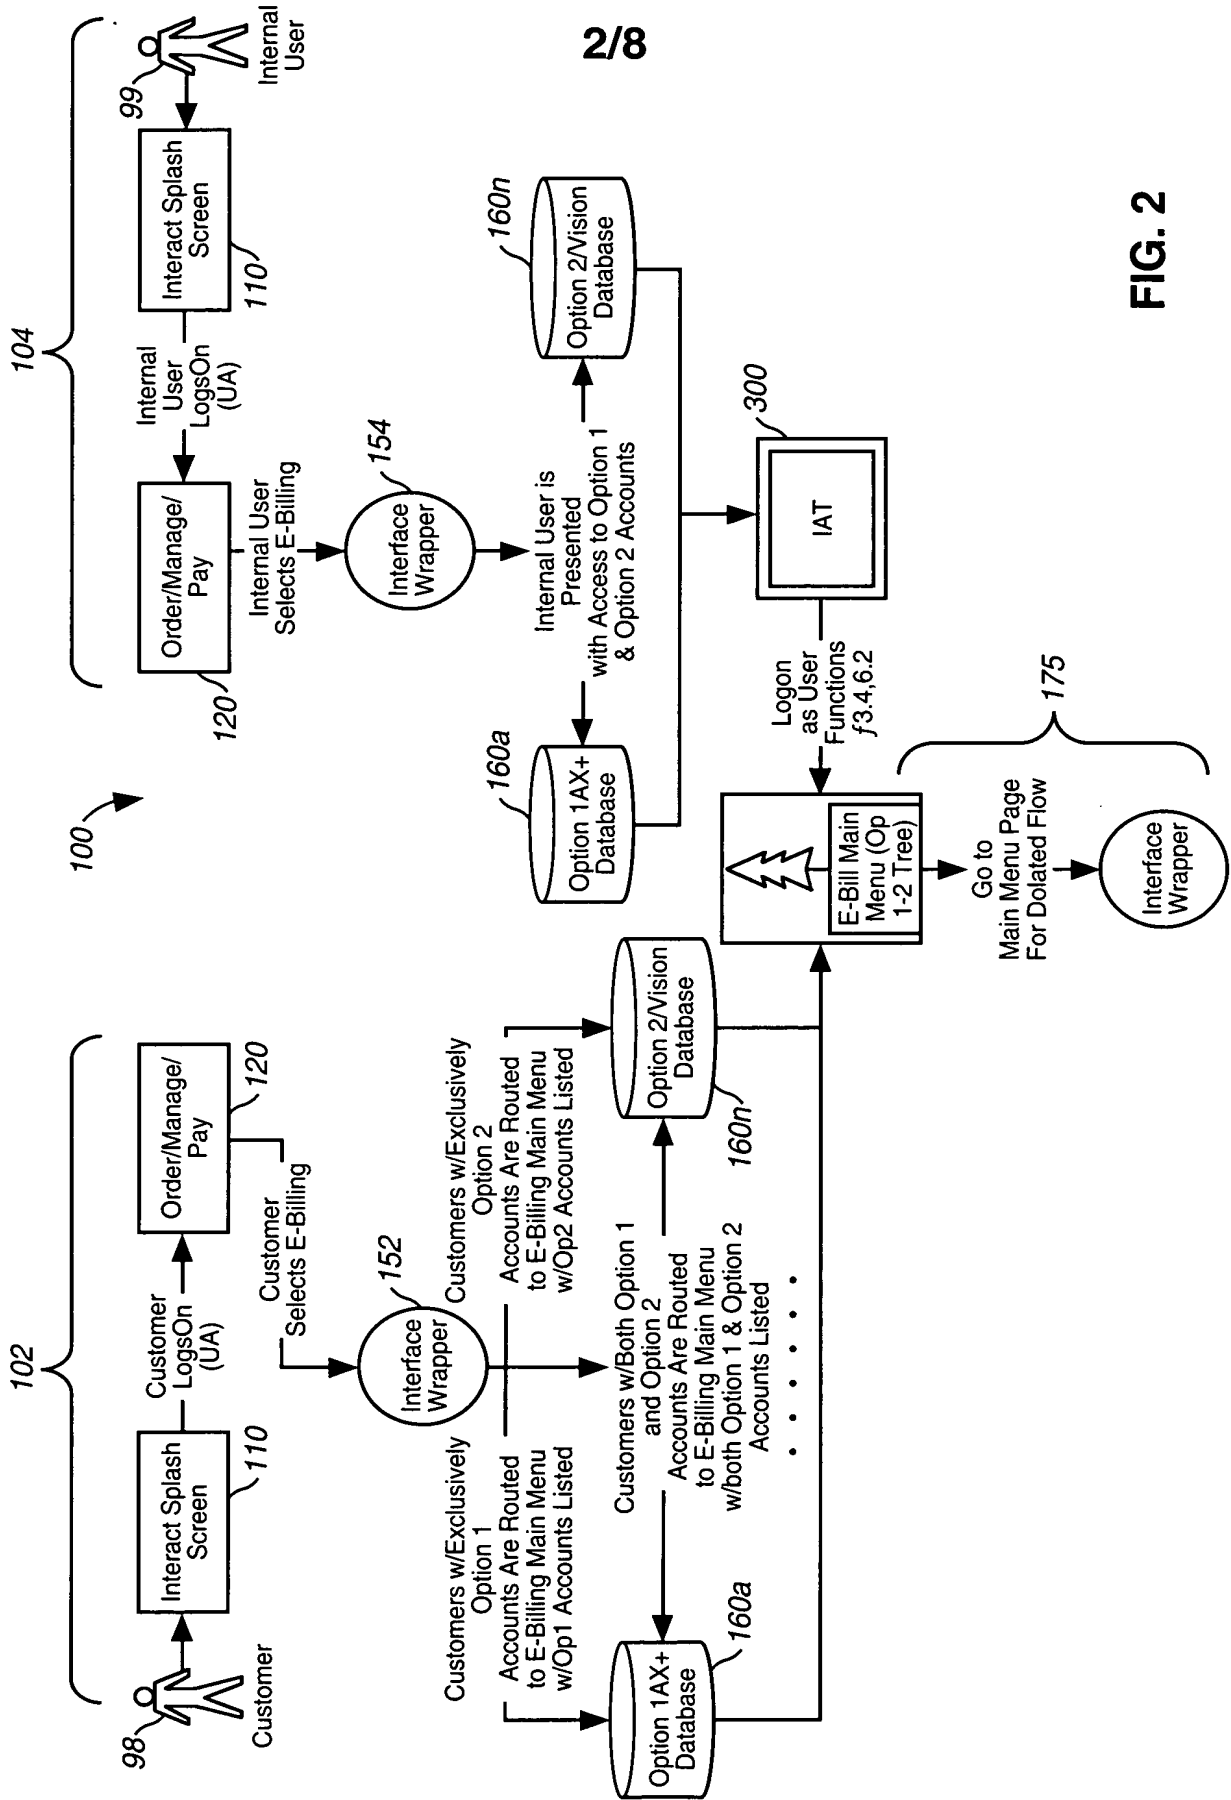 2/8
100
102
98
Customer
Interact Splash
Screen
110
Customer
LogsOn
(UA)
Order/Manage/
Pay
120
Customer
Selects E-Billing
Interface
Wrapper
152
Customers w/Exclusively
Option 1
Accounts Are Routed
to E-Billing Main Menu
w/Op1 Accounts Listed
Customers w/Exclusively
Option 2
Accounts Are Routed
to E-Billing Main Menu
w/Op2 Accounts Listed
Customers w/Both Option 1
and Option 2
Accounts Are Routed
to E-Billing Main Menu
w/both Option 1 & Option 2
Accounts Listed
Option 1AX+
Database
160a
Option 2/Vision
Database
160n
104
99
Internal
User
Interact Splash
Screen
110
Internal
User
LogsOn
(UA)
Order/Manage/
Pay
120
Internal User
Selects E-Billing
Interface
Wrapper
154
Internal User is
Presented
with Access to Option 1
& Option 2 Accounts
Option 1AX+
Database
160a
Option 2/Vision
Database
160n
IAT
300
Logon
as User
Functions
ƒ3.4,6.2
E-Bill Main
Menu (Op
1-2 Tree)
Go to
Main Menu Page
For Dolated Flow
Interface
Wrapper
175
FIG. 2